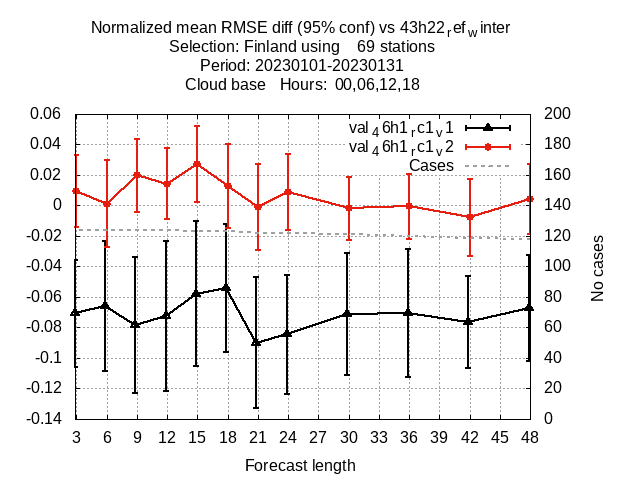 Normalized mean RMSE diff (95% conf) vs 43h22refwinter
Selection: Finland using 69 stations
Period: 20230101-20230131
Cloud base Hours: 00,06,12,18
0.06
0.04
0.02
0
-0.02
-0.04
-0.06
-0.08
-0.1
-0.12
-0.14
val46h1rc1v1
val46h1rc1v2
Cases
200
180
160
140
120
100
80
60
40
20
0
No cases
3 6 9 12 15 18 21 24 27 30 33 36 39 42 45 48
Forecast length